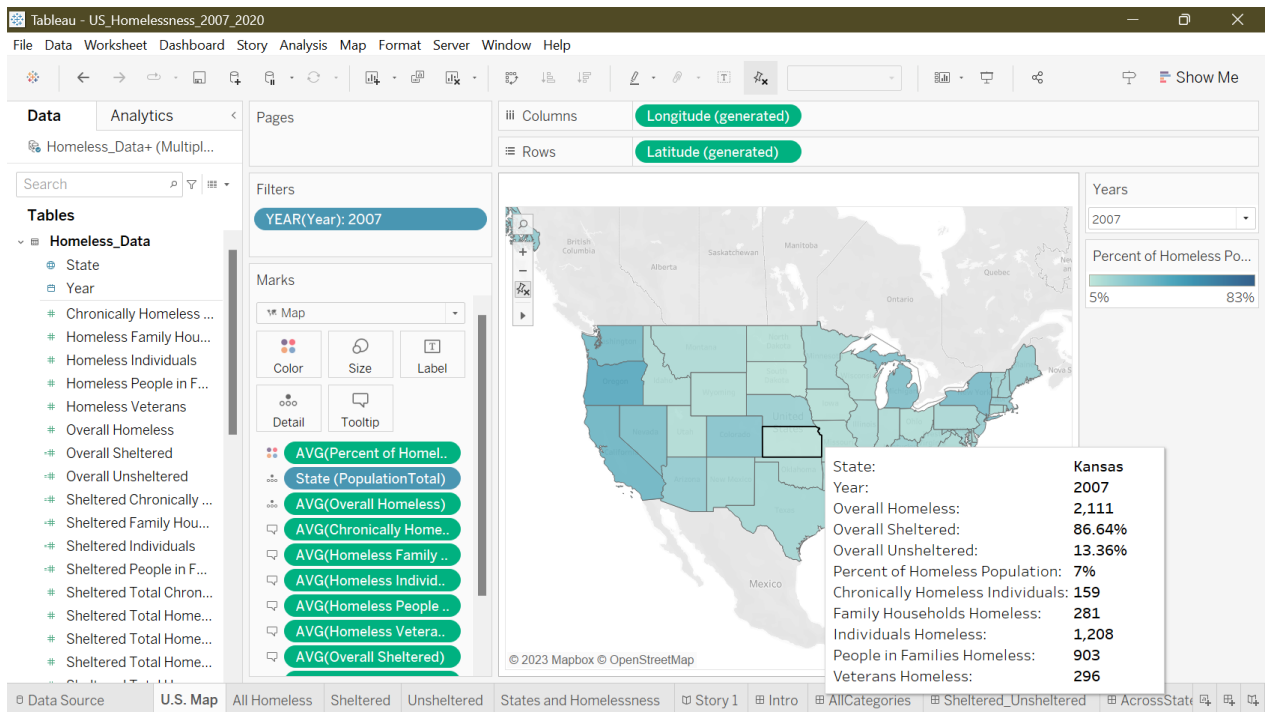 Tableau - US_Homelessness_2007_2020
File Data Worksheet Dashboard Story Analysis Map Format Server Window Help
Show Me
Data Analytics
Homeless_Data+ (Multipl...
Search
Tables
Homeless_Data
State
Year
Chronically Homeless ...
Homeless Family Hou...
Homeless Individuals
Homeless People in F...
Homeless Veterans
Overall Homeless
Overall Sheltered
Overall Unsheltered
Sheltered Chronically ...
Sheltered Family Hou...
Sheltered Individuals
Sheltered People in F...
Sheltered Total Chron...
Sheltered Total Home...
Sheltered Total Home...
Sheltered Total Home...
Pages
Filters
YEAR(Year): 2007
Marks
Map
Color Size Label
Detail Tooltip
AVG(Percent of Homel..
State (PopulationTotal)
AVG(Overall Homeless)
AVG(Chronically Home..
AVG(Homeless Family ..
AVG(Homeless Individ..
AVG(Homeless People ..
AVG(Homeless Vetera..
AVG(Overall Sheltered)
Columns Longitude (generated)
Rows Latitude (generated)
British
Columbia
Alberta
Saskatchewan
Manitoba
Ontario
Quebec
Nova S
United
Mexico
© 2023 Mapbox © OpenStreetMap
State: Kansas
Year: 2007
Overall Homeless: 2,111
Overall Sheltered: 86.64%
Overall Unsheltered: 13.36%
Percent of Homeless Population: 7%
Chronically Homeless Individuals: 159
Family Households Homeless: 281
Individuals Homeless: 1,208
People in Families Homeless: 903
Veterans Homeless: 296
Years
2007
Percent of Homeless Po...
5% 83%
Data Source U.S. Map All Homeless Sheltered Unsheltered States and Homelessness Story 1 Intro AllCategories Sheltered_Unsheltered AcrossState